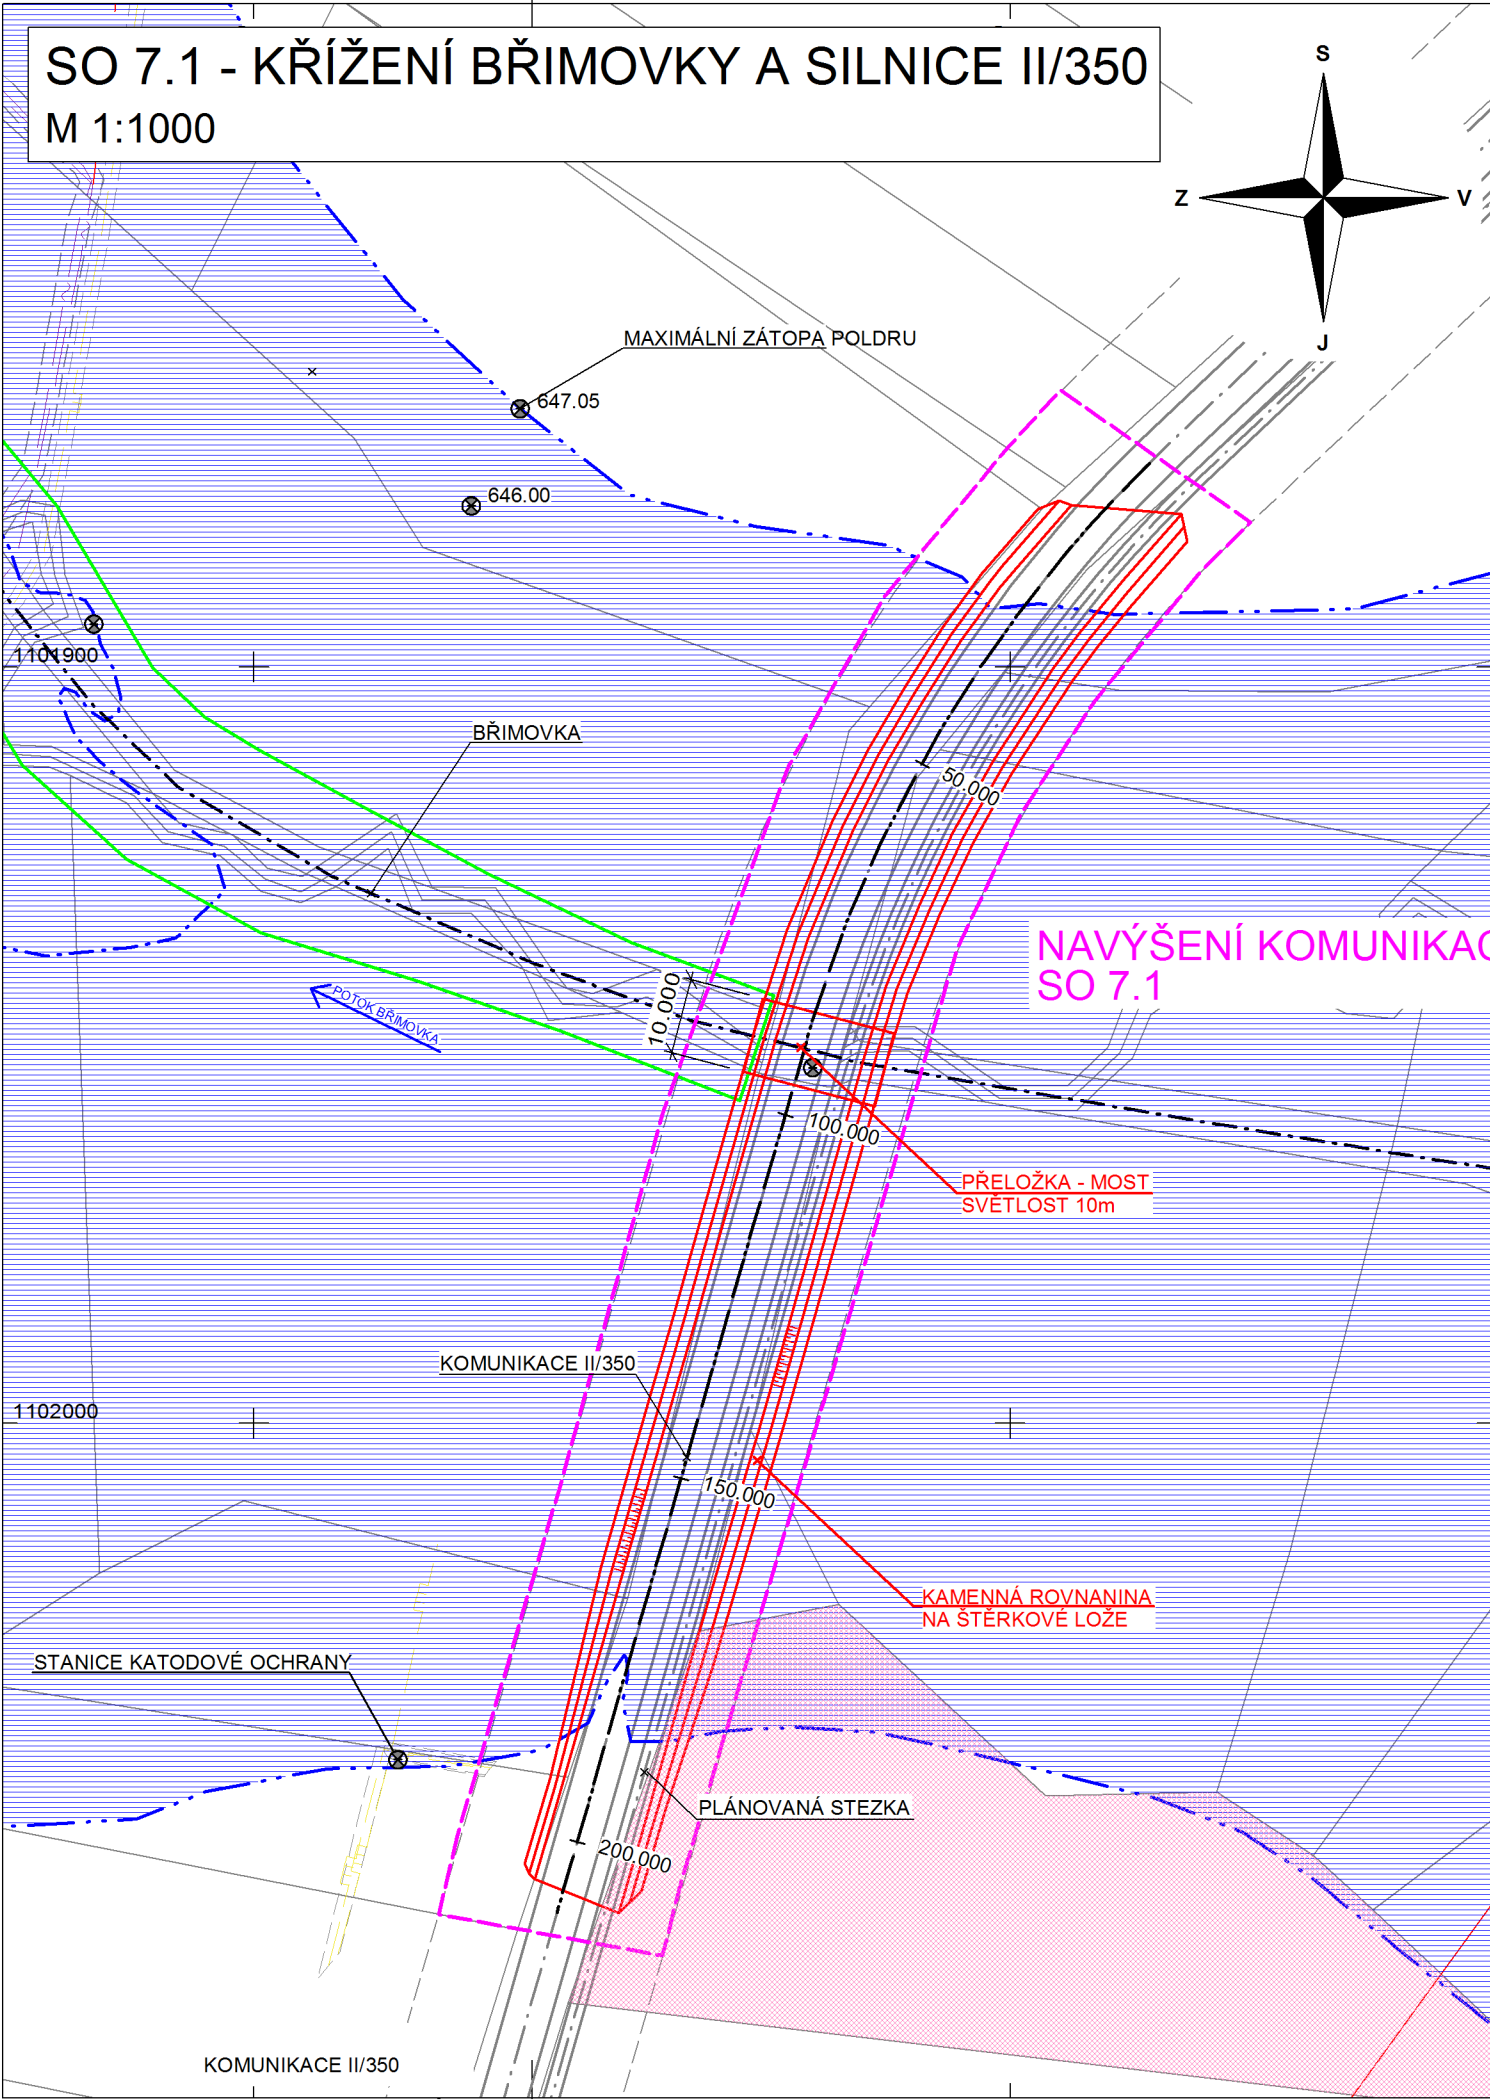 SO 7.1 - KŘÍŽENÍ BŘIMOVKY A SILNICE II/350
M 1:1000
S
Z
V
J
MAXIMÁLNÍ ZÁTOPA POLDRU
647.05
646.00
1101900
BŘIMOVKA
50.000
NAVÝŠENÍ KOMUNIKAC
SO 7.1
10.000
POTOK BŘIMOVKA
100.000
PŘELOŽKA - MOST
SVĚTLOST 10m
KOMUNIKACE II/350
1102000
150.000
KAMENNÁ ROVNANINA
NA ŠTĚRKOVÉ LOŽE
STANICE KATODOVÉ OCHRANY
PLÁNOVANÁ STEZKA
200.000
KOMUNIKACE II/350